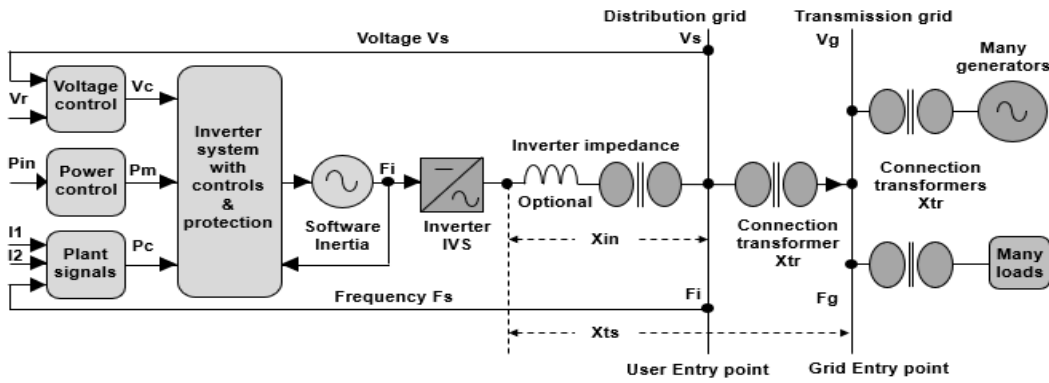 Distribution grid
Transmission grid
Voltage Vs
Vs
Vg
Many
generators
Vr
Voltage
control
Vc
Inverter
system
with
controls
&
protection
Pin
Power
control
Pm
Fi
Inverter impedance
Optional
Software
Inertia
Inverter
IVS
Connection
transformer
Xtr
Connection
transformers
Xtr
I1
I2
Plant
signals
Pc
Xin
Many
loads
Frequency Fs
Fi
Fg
Xts
User Entry point
Grid Entry point